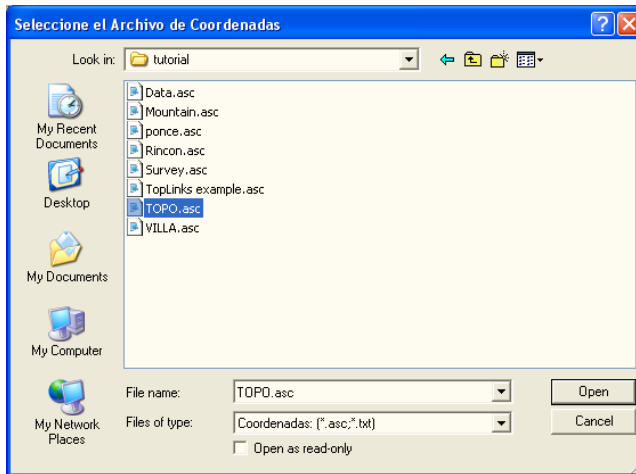 Seleccione el Archivo de Coordenadas
Look in: tutorial
My Recent
Documents
Desktop
My Documents
My Computer
My Network
Places
Data.asc
Mountain.asc
ponce.asc
Rincon.asc
Survey.asc
TopLinks example.asc
TOPO.asc
VILLA.asc
File name: TOPO.asc Open
Files of type: Coordenadas: (*.asc;*.txt) Cancel
Open as read-only